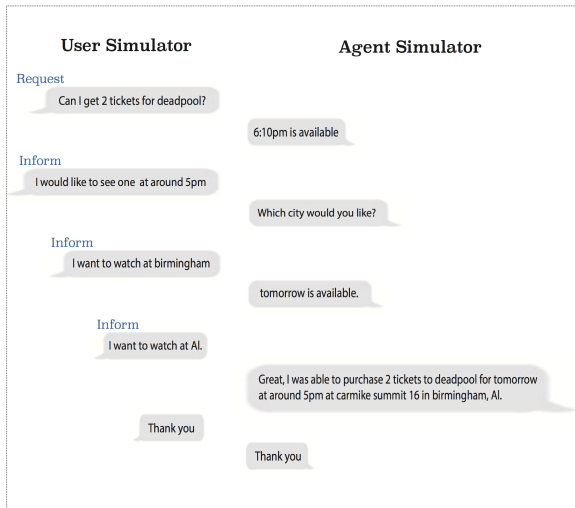 User Simulator
Agent Simulator
Request
Can I get 2 tickets for deadpool?
6:10pm is available
Inform
I would like to see one at around 5pm
Which city would you like?
Inform
I want to watch at birmingham
tomorrow is available.
Inform
I want to watch at Al.
Great, I was able to purchase 2 tickets to deadpool for tomorrow
at around 5pm at carmike summit 16 in birmingham, Al.
Thank you
Thank you